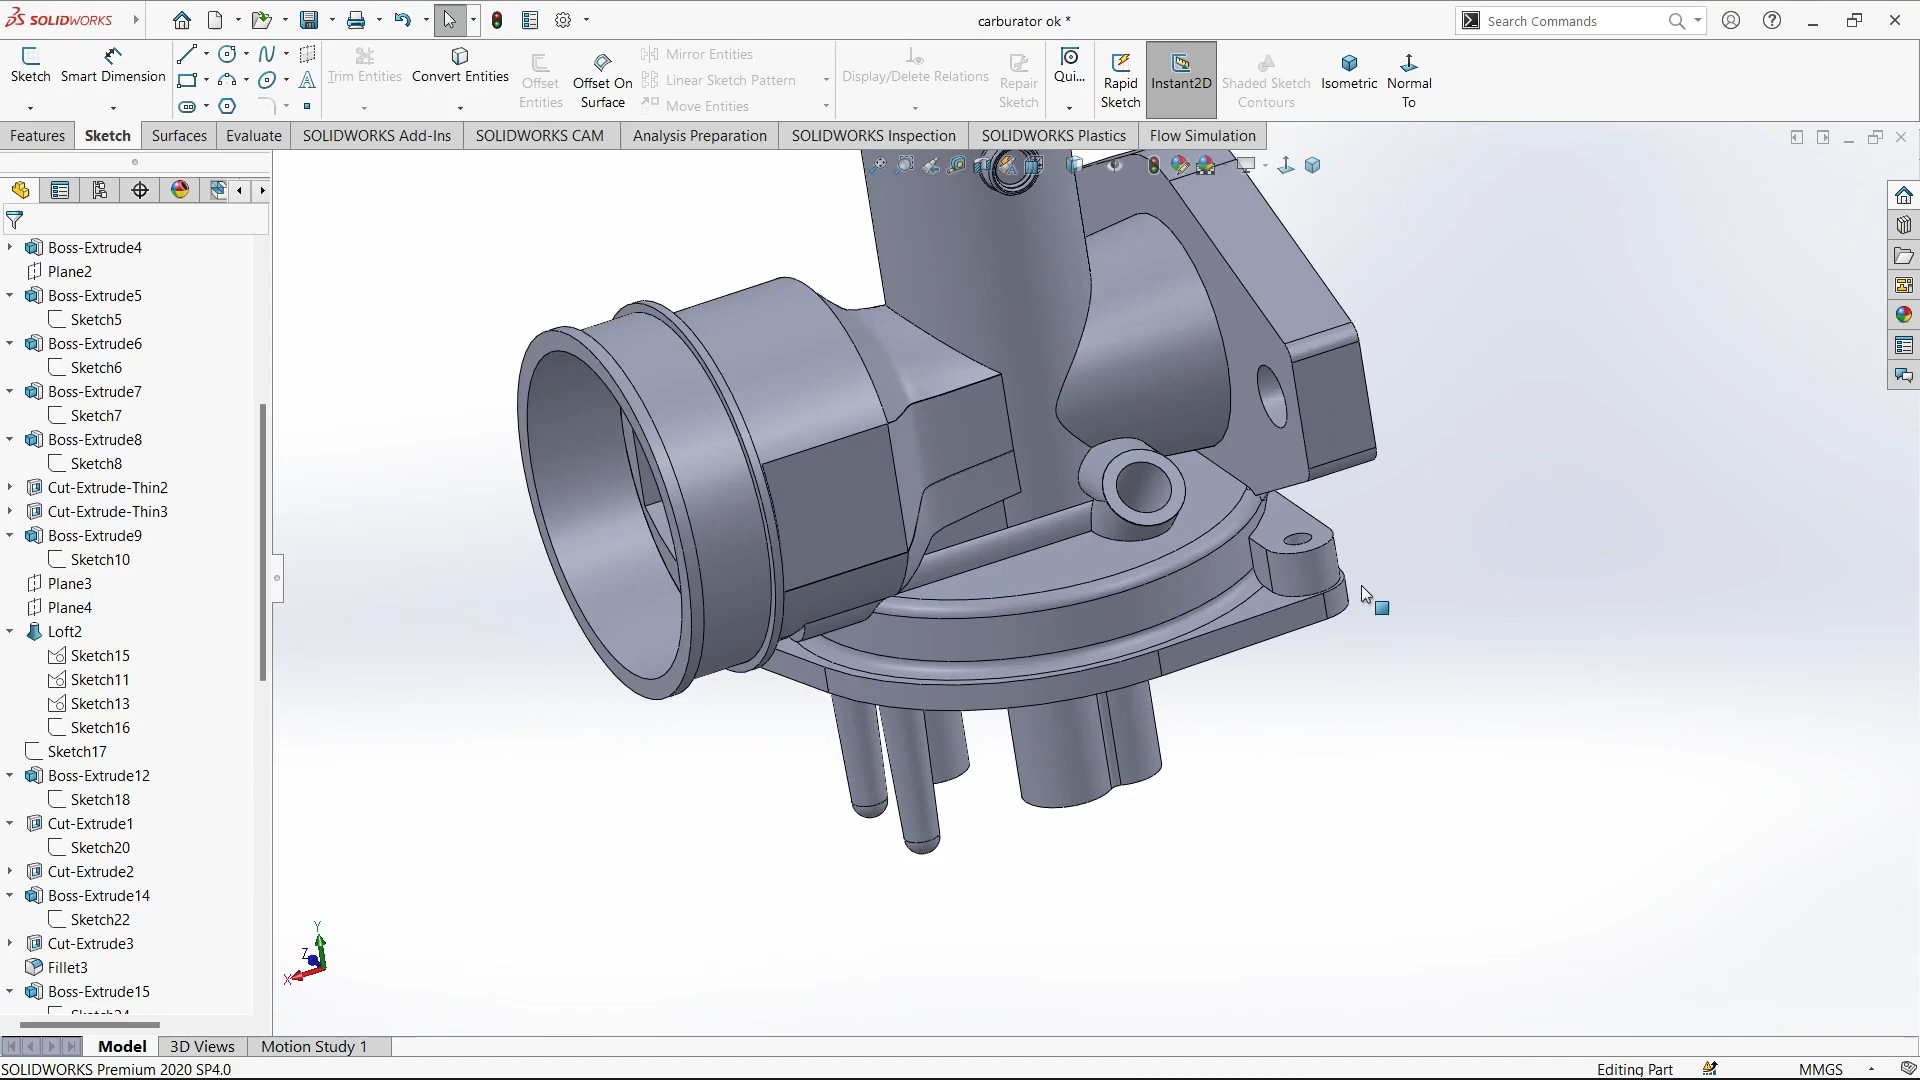 SOLIDWORKS
carburator ok *
Search Commands
Sketch
Smart Dimension
Trim Entities
Convert Entities
Offset Entities
Offset On Surface
Mirror Entities
Linear Sketch Pattern
Move Entities
Display/Delete Relations
Repair Sketch
Qui...
Rapid Sketch
Instant2D
Shaded Sketch Contours
Isometric
Normal To
Features
Sketch
Surfaces
Evaluate
SOLIDWORKS Add-Ins
SOLIDWORKS CAM
Analysis Preparation
SOLIDWORKS Inspection
SOLIDWORKS Plastics
Flow Simulation
Boss-Extrude4
Plane2
Boss-Extrude5
Sketch5
Boss-Extrude6
Sketch6
Boss-Extrude7
Sketch7
Boss-Extrude8
Sketch8
Cut-Extrude-Thin2
Cut-Extrude-Thin3
Boss-Extrude9
Sketch10
Plane3
Plane4
Loft2
Sketch15
Sketch11
Sketch13
Sketch16
Sketch17
Boss-Extrude12
Sketch18
Cut-Extrude1
Sketch20
Cut-Extrude2
Boss-Extrude14
Sketch22
Cut-Extrude3
Fillet3
Boss-Extrude15
Y
Z
X
Model
3D Views
Motion Study 1
SOLIDWORKS Premium 2020 SP4.0
Editing Part
MMGS